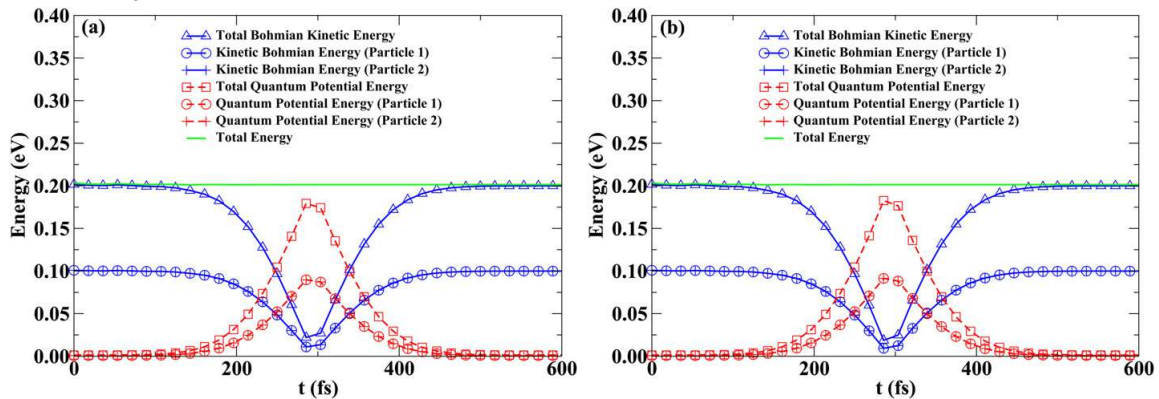 (a)
0.40
0.35
0.30
0.25
0.20
0.15
0.10
0.05
0.00
Energy (eV)
Total Bohmian Kinetic Energy
Kinetic Bohmian Energy (Particle 1)
Kinetic Bohmian Energy (Particle 2)
Total Quantum Potential Energy
Quantum Potential Energy (Particle 1)
Quantum Potential Energy (Particle 2)
Total Energy
0 200 400 600
t (fs)
(b)
0.40
0.35
0.30
0.25
0.20
0.15
0.10
0.05
0.00
Energy (eV)
Total Bohmian Kinetic Energy
Kinetic Bohmian Energy (Particle 1)
Kinetic Bohmian Energy (Particle 2)
Total Quantum Potential Energy
Quantum Potential Energy (Particle 1)
Quantum Potential Energy (Particle 2)
Total Energy
0 200 400 600
t (fs)